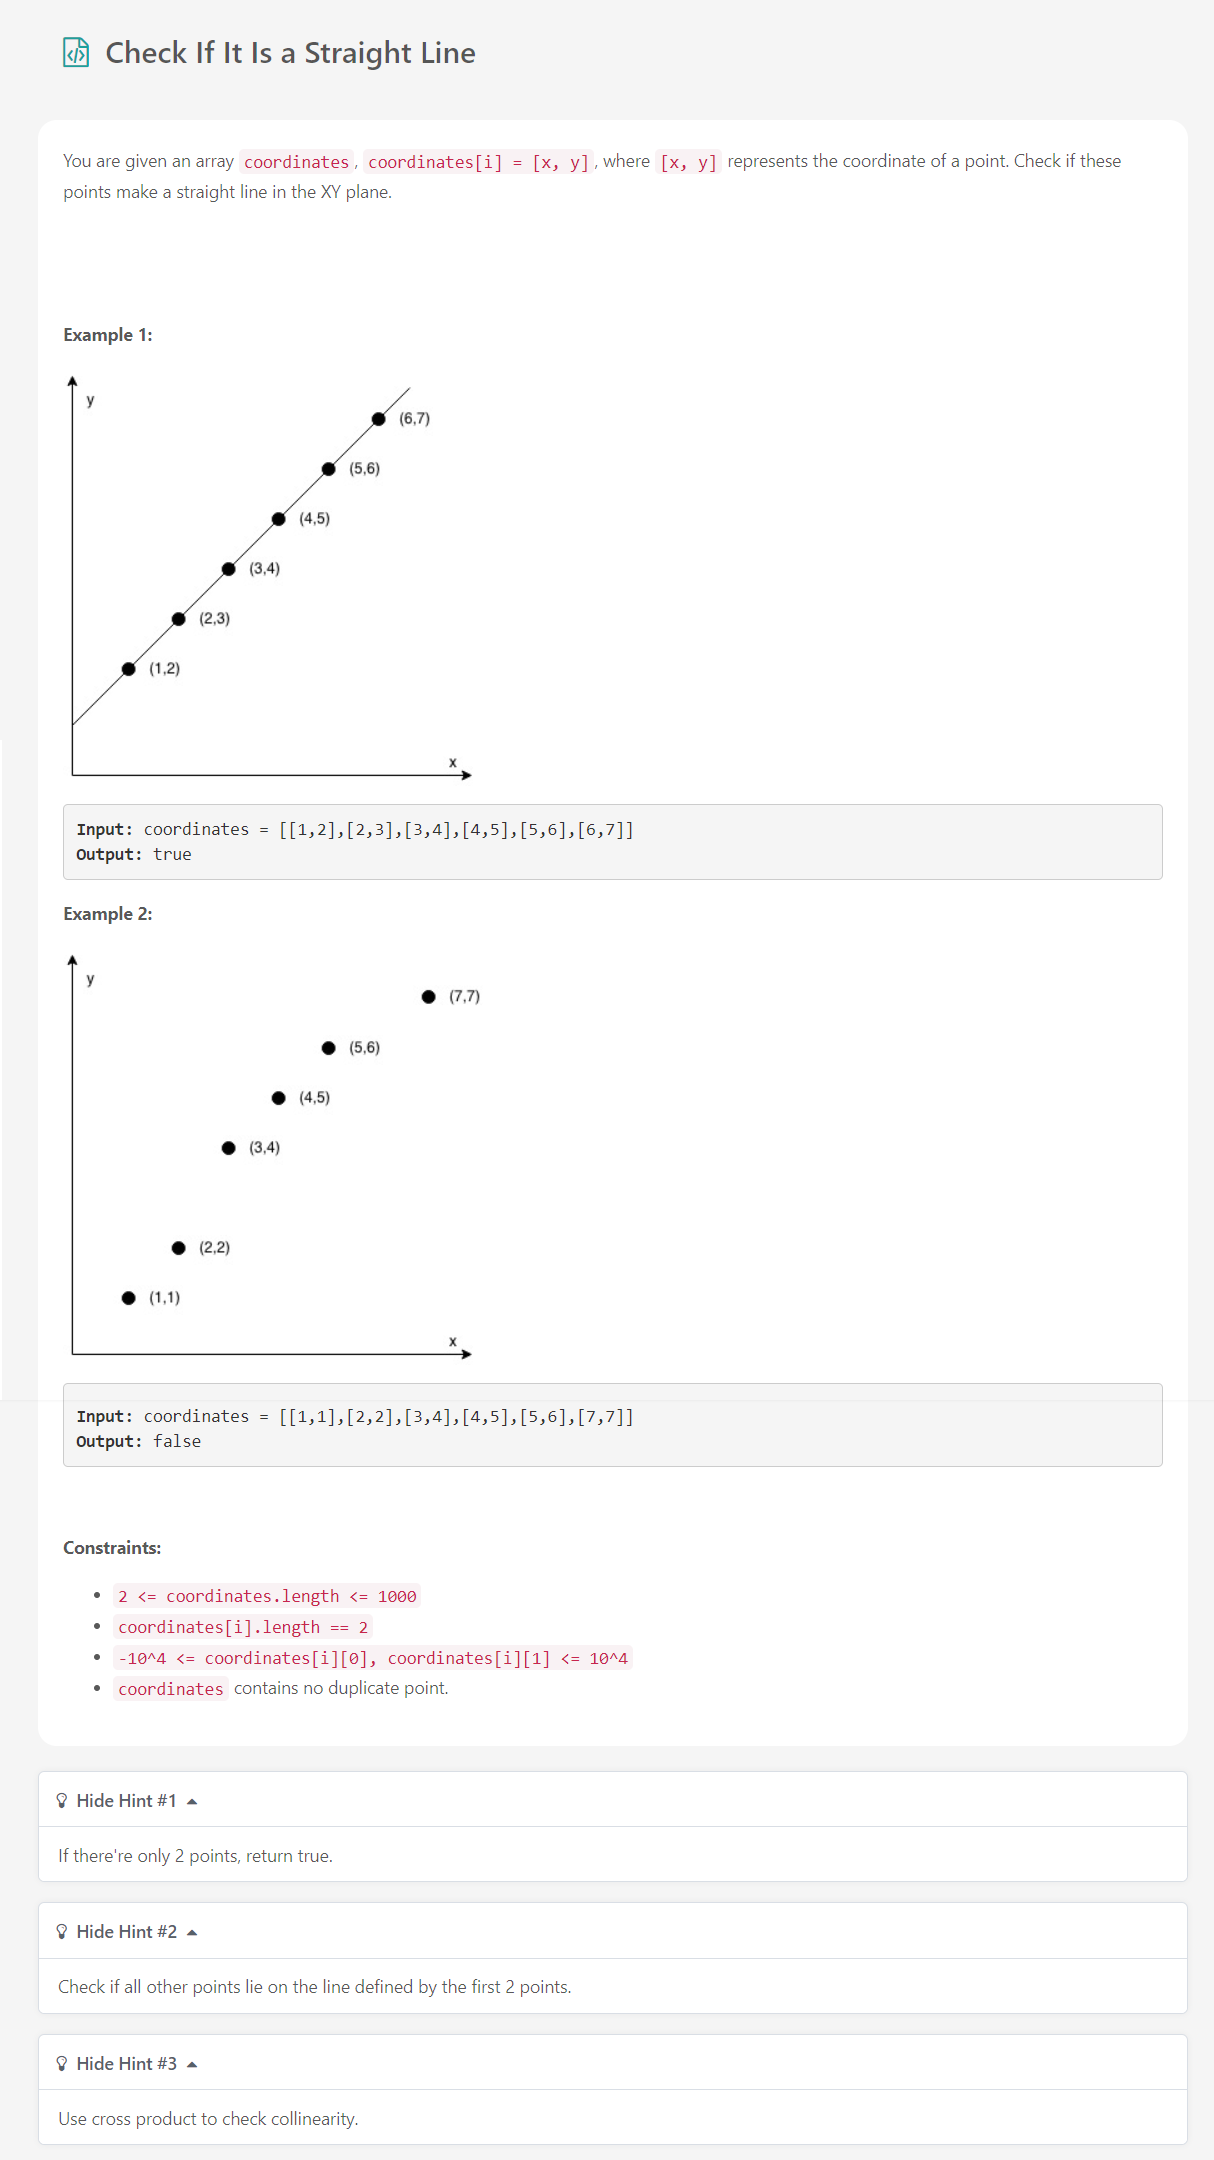 Check If It Is a Straight Line
You are given an array coordinates, coordinates[i] = [x, y], where [x, y] represents the coordinate of a point. Check if these
points make a straight line in the XY plane.
Example 1:
y
(6,7)
(5,6)
(4,5)
(3,4)
(2,3)
(1,2)
x
Input: coordinates = [[1,2],[2,3],[3,4],[4,5],[5,6],[6,7]]
Output: true
Example 2:
y
(7,7)
(5,6)
(4,5)
(3,4)
(2,2)
(1,1)
x
Input: coordinates = [[1,1],[2,2],[3,4],[4,5],[5,6],[7,7]]
Output: false
Constraints:
• 2 <= coordinates.length <= 1000
• coordinates[i].length == 2
• -10^4 <= coordinates[i][0], coordinates[i][1] <= 10^4
• coordinates contains no duplicate point.
Hide Hint #1
If there're only 2 points, return true.
Hide Hint #2
Check if all other points lie on the line defined by the first 2 points.
Hide Hint #3
Use cross product to check collinearity.